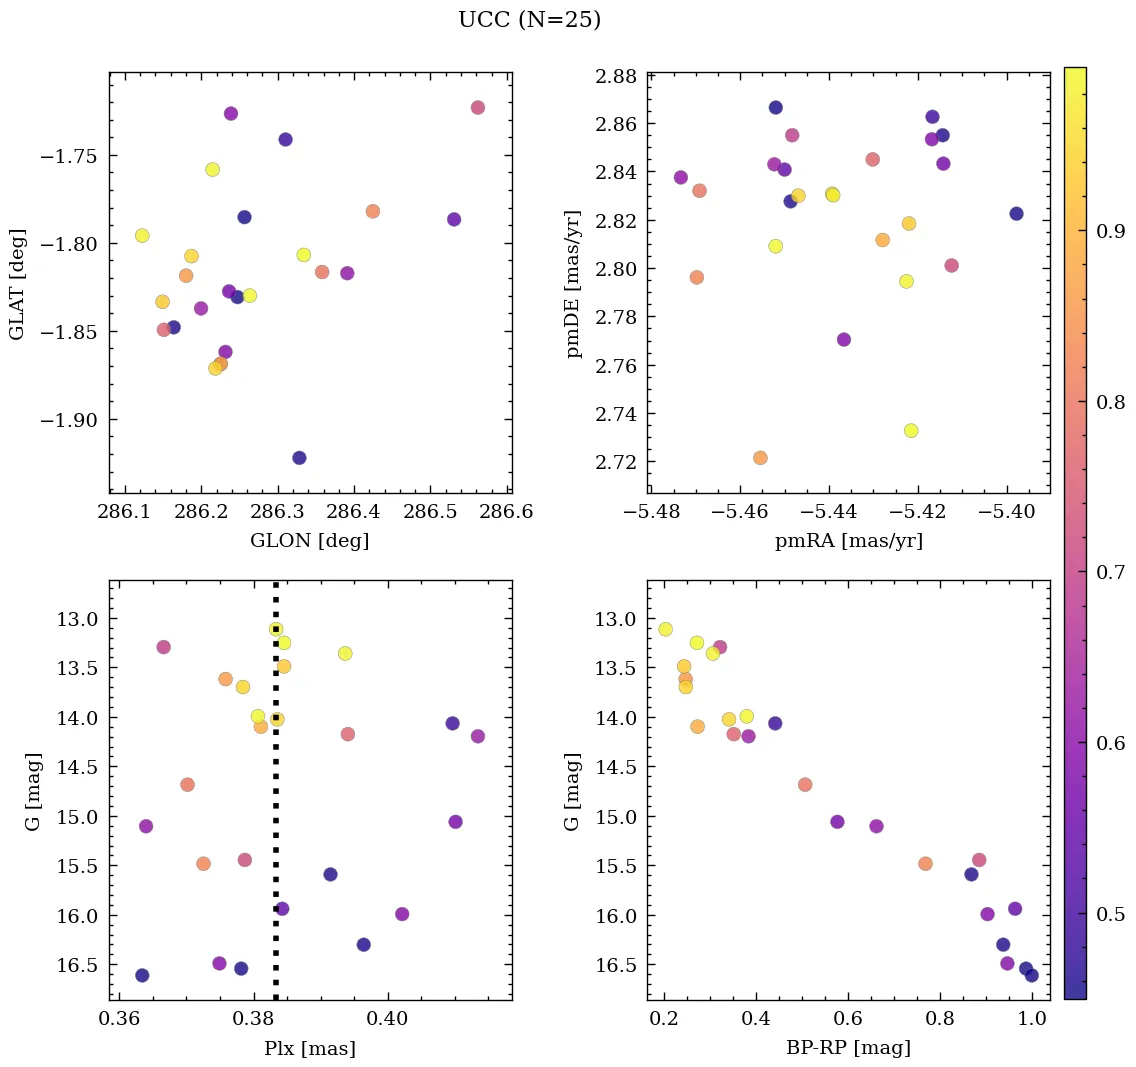 UCC (N=25)
−1.75
−1.80
−1.85
−1.90
GLAT [deg]
286.1 286.2 286.3 286.4 286.5 286.6
GLON [deg]
2.88
2.86
2.84
2.82
2.80
2.78
2.76
2.74
2.72
pmDE [mas/yr]
−5.48 −5.46 −5.44 −5.42 −5.40
pmRA [mas/yr]
13.0
13.5
14.0
14.5
15.0
15.5
16.0
16.5
G [mag]
0.36 0.38 0.40
Plx [mas]
13.0
13.5
14.0
14.5
15.0
15.5
16.0
16.5
G [mag]
0.2 0.4 0.6 0.8 1.0
BP-RP [mag]
0.9
0.8
0.7
0.6
0.5